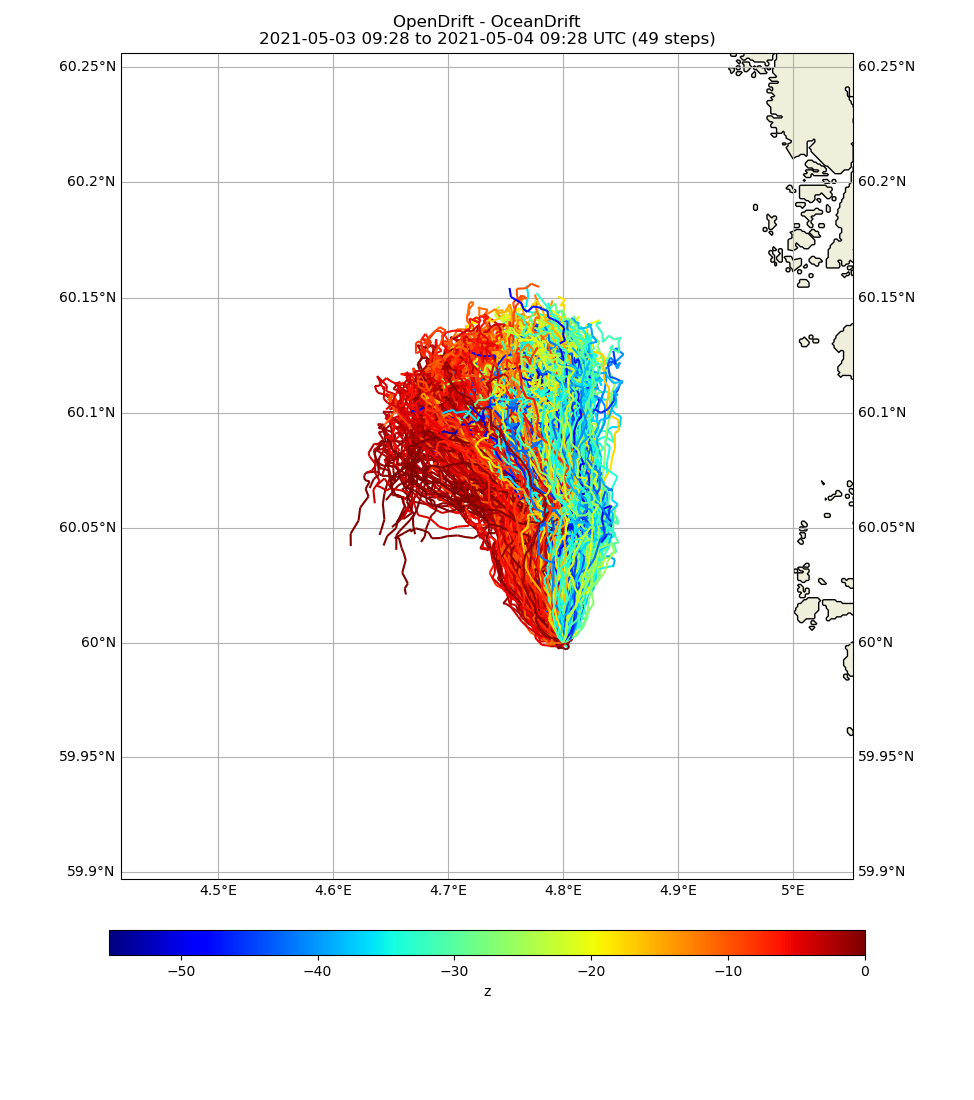 OpenDrift - OceanDrift
2021-05-03 09:28 to 2021-05-04 09:28 UTC (49 steps)
60.25°N 60.25°N
60.2°N 60.2°N
60.15°N 60.15°N
60.1°N 60.1°N
60.05°N 60.05°N
60°N 60°N
59.95°N 59.95°N
59.9°N 59.9°N
4.5°E 4.6°E 4.7°E 4.8°E 4.9°E 5°E
−50 −40 −30 −20 −10 0
z